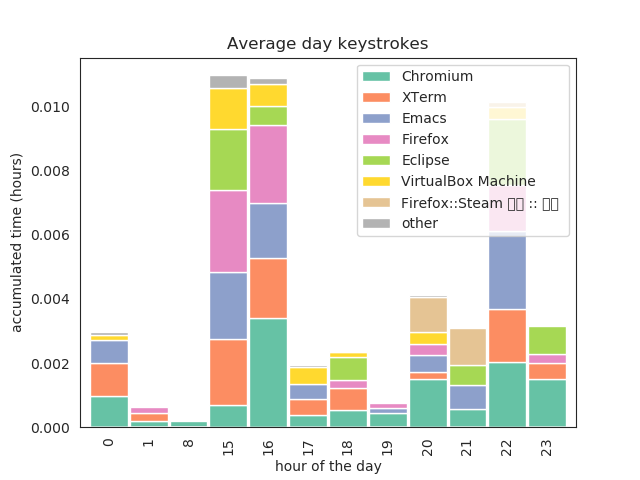 Average day keystrokes
accumulated time (hours)
0.010
0.008
0.006
0.004
0.002
0.000
Chromium
XTerm
Emacs
Firefox
Eclipse
VirtualBox Machine
Firefox::Steam :: 
other
0 1 8 15 16 17 18 19 20 21 22 23
hour of the day